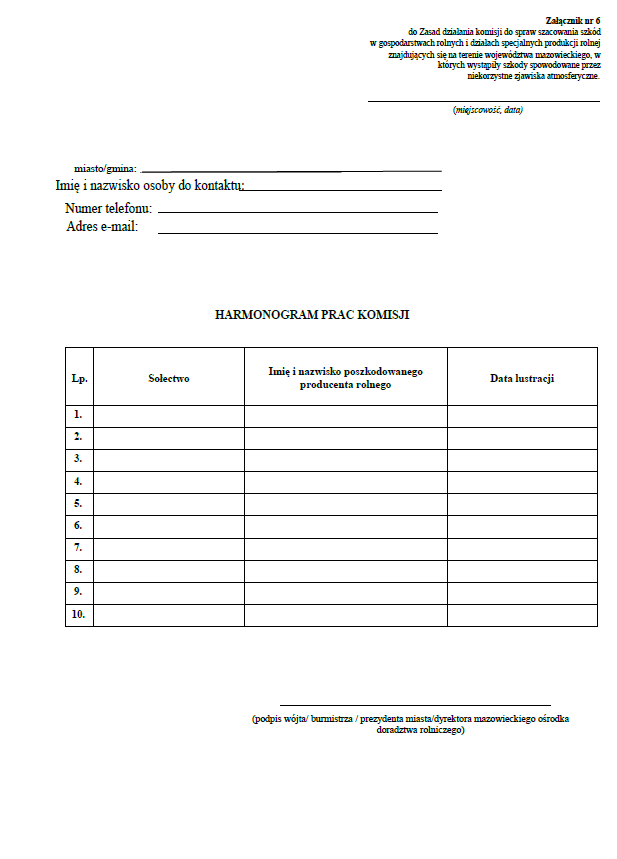 Załącznik nr 6
do Zasad działania komisji do spraw szacowania szkód
w gospodarstwach rolnych i działach specjalnych produkcji rolnej
znajdujących się na terenie województwa mazowieckiego, w
których wystąpiły szkody spowodowane przez
niekorzystne zjawiska atmosferyczne.
(miejscowość, data)
miasto/gmina:
Imię i nazwisko osoby do kontaktu:
Numer telefonu:
Adres e-mail:
HARMONOGRAM PRAC KOMISJI
Lp. Sołectwo Imię i nazwisko poszkodowanego producenta rolnego Data lustracji
1.
2.
3.
4.
5.
6.
7.
8.
9.
10.
(podpis wójta/ burmistrza / prezydenta miasta/dyrektora mazowieckiego ośrodka
doradztwa rolniczego)